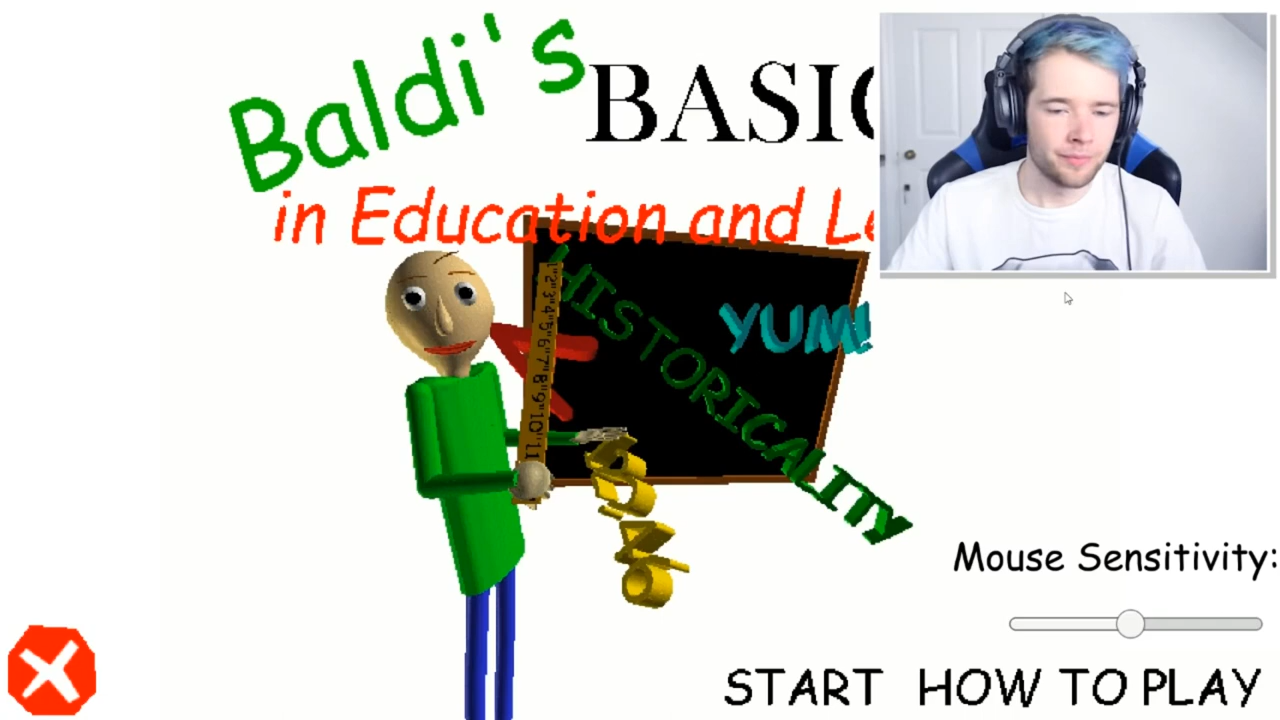 Baldi's BASIC
in Education and Le
HISTORICALITY
YUM!
Mouse Sensitivity:
START HOW TO PLAY